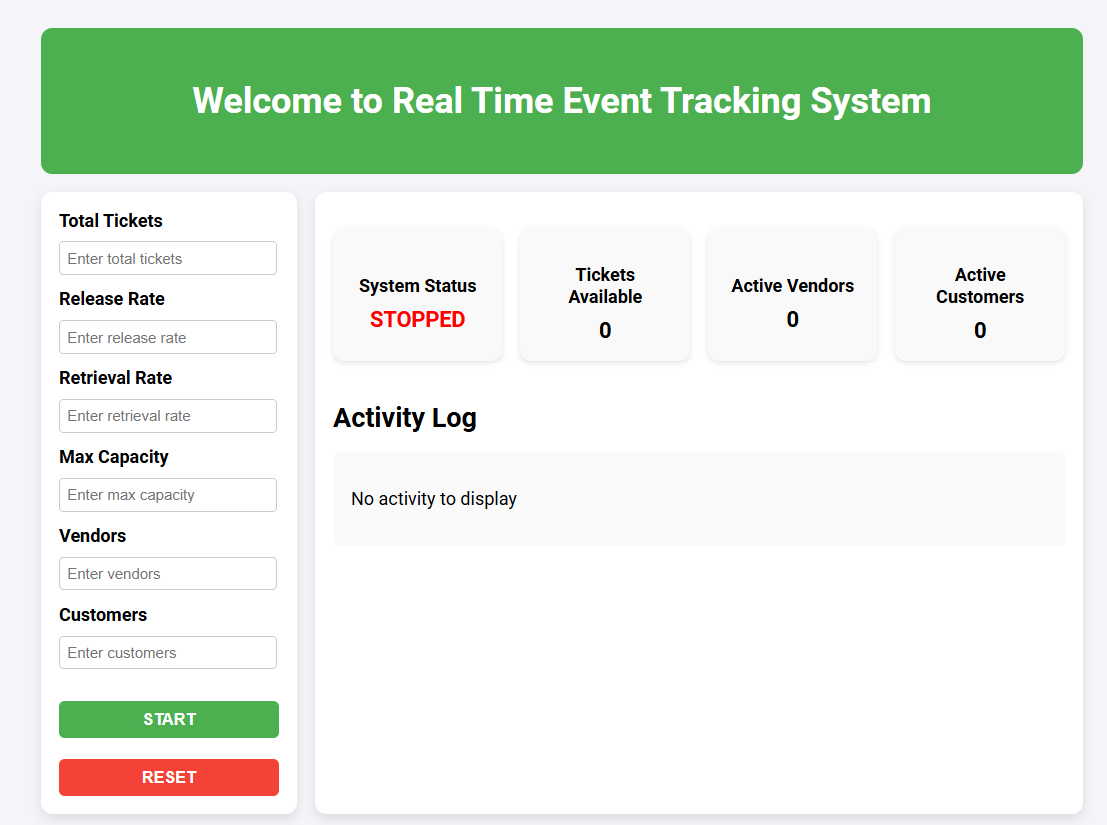 Welcome to Real Time Event Tracking System
Total Tickets
Enter total tickets
Release Rate
Enter release rate
Retrieval Rate
Enter retrieval rate
Max Capacity
Enter max capacity
Vendors
Enter vendors
Customers
Enter customers
START
RESET
System Status
STOPPED
Tickets
Available
0
Active Vendors
0
Active
Customers
0
Activity Log
No activity to display